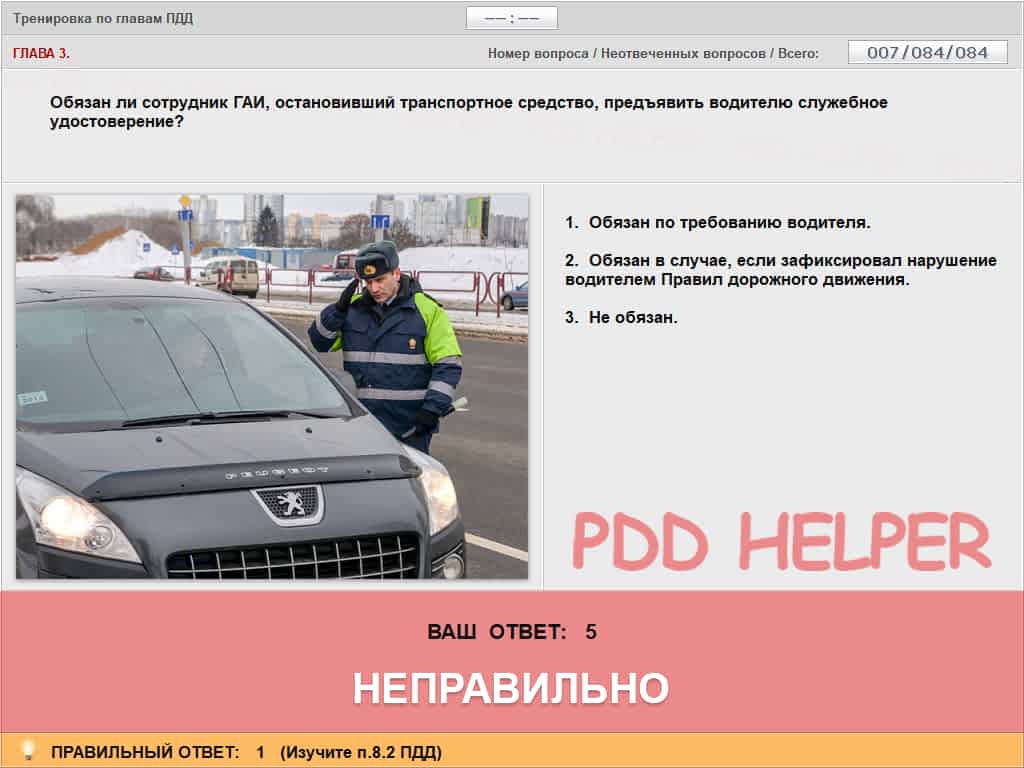 Тренировка по главам ПДД
–– : ––
ГЛАВА 3.
Номер вопроса / Неотвеченных вопросов / Всего:
007/084/084
Обязан ли сотрудник ГАИ, остановивший транспортное средство, предъявить водителю служебное
удостоверение?
1. Обязан по требованию водителя.
2. Обязан в случае, если зафиксировал нарушение
водителем Правил дорожного движения.
3. Не обязан.
PEUGEOT
PDD HELPER
ВАШ ОТВЕТ: 5
НЕПРАВИЛЬНО
ПРАВИЛЬНЫЙ ОТВЕТ: 1 (Изучите п.8.2 ПДД)